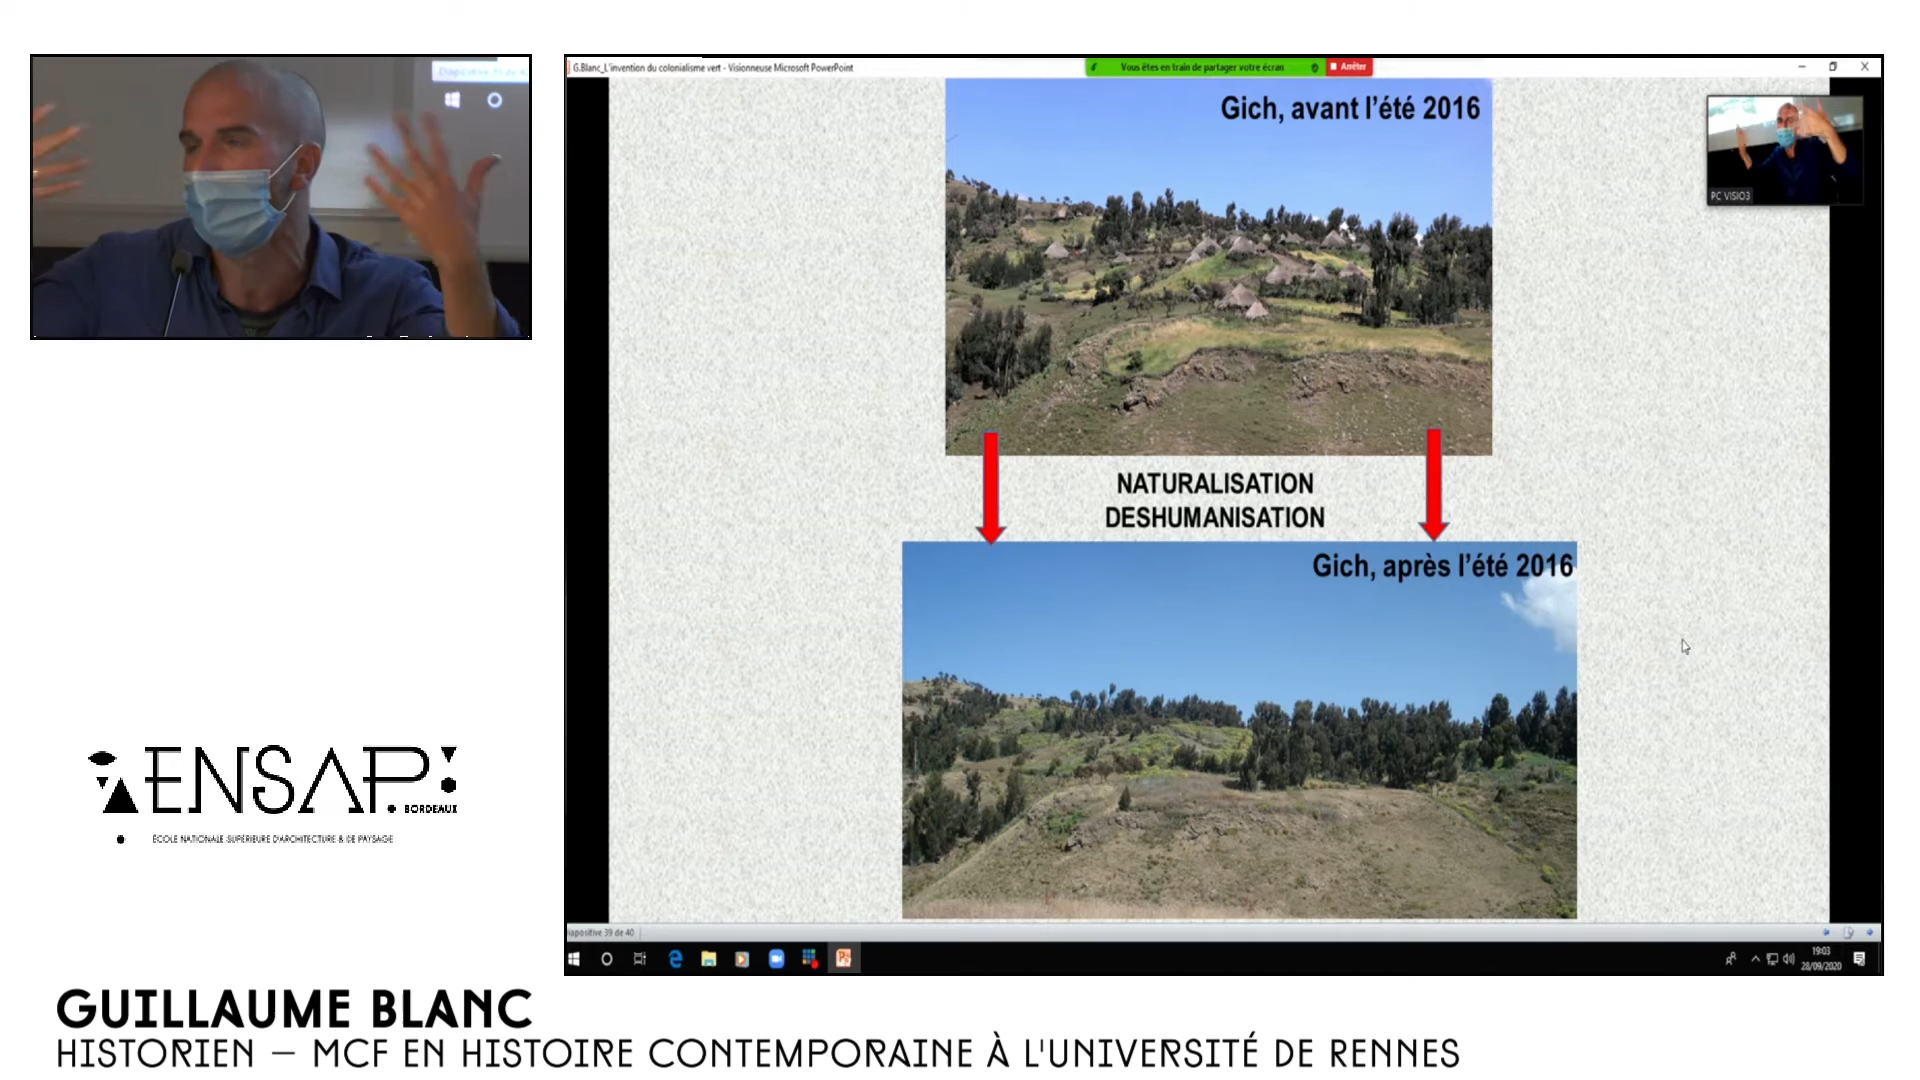 G.Blanc_L'invention du colonialisme vert - Visionneuse Microsoft PowerPoint
Vous êtes en train de partager votre écran
Arrêter
Gich, avant l'été 2016
PC VISIO3
NATURALISATION
DESHUMANISATION
Gich, après l'été 2016
ENSAP
BORDEAUX
ÉCOLE NATIONALE SUPÉRIEURE D'ARCHITECTURE & DE PAYSAGE
iapositive 39 de 40
19:03
28/09/2020
GUILLAUME BLANC
HISTORIEN – MCF EN HISTOIRE CONTEMPORAINE À L'UNIVERSITÉ DE RENNES